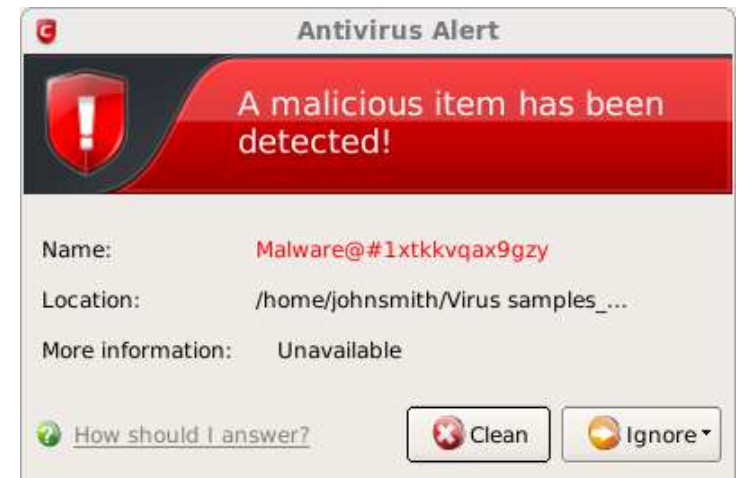 Antivirus Alert
A malicious item has been
detected!
Name: Malware@#1xtkkvqax9gzy
Location: /home/johnsmith/Virus samples_...
More information: Unavailable
How should I answer? Clean Ignore